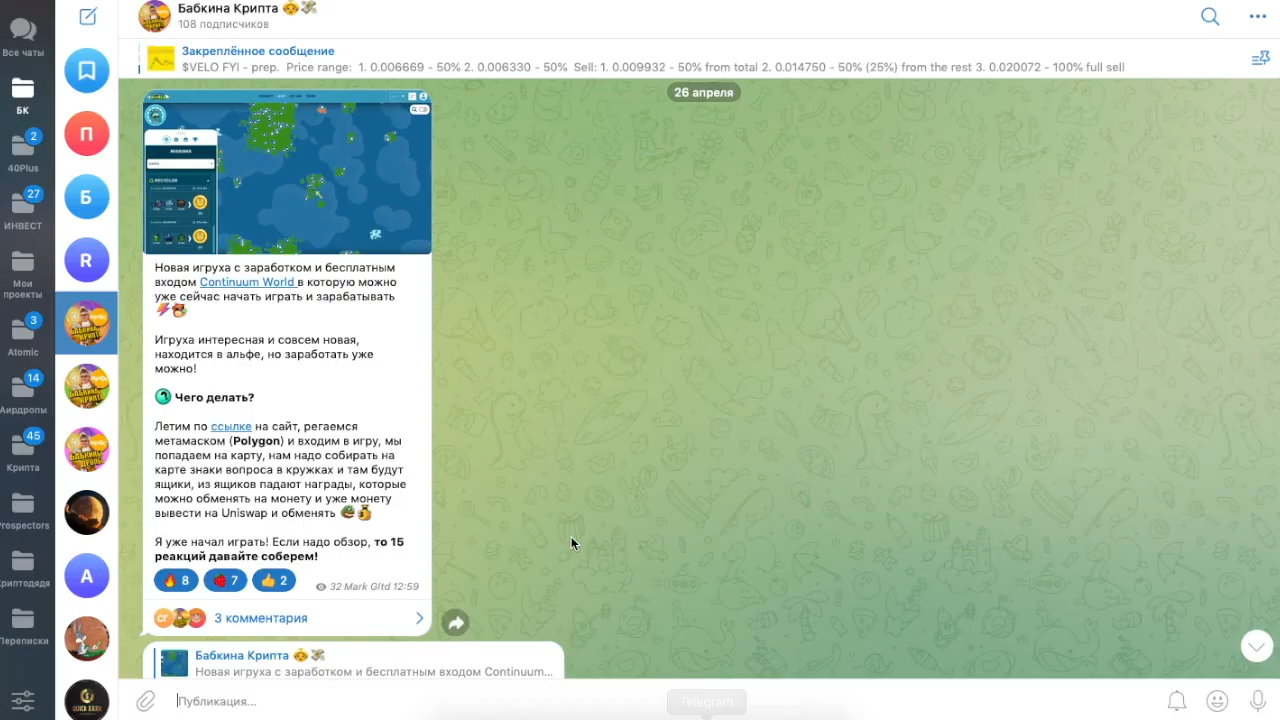 Все чаты
БК
2
40Plus
27
ИНВЕСТ
Мои
проекты
3
Atomic
14
Аирдропы
45
Крипта
Prospectors
Криптодядя
Переписки
П
Б
R
A
Бабкина Крипта
108 подписчиков
Закреплённое сообщение
$VELO FYI - prep. Price range: 1. 0.006669 - 50% 2. 0.006330 - 50% Sell: 1. 0.009932 - 50% from total 2. 0.014750 - 50% (25%) from the rest 3. 0.020072 - 100% full sell
26 апреля
Новая игруха с заработком и бесплатным
входом Continuum World в которую можно
уже сейчас начать играть и зарабатывать
Игруха интересная и совсем новая,
находится в альфе, но заработать уже
можно!
Чего делать?
Летим по ссылке на сайт, регаемся
метамаском (Polygon) и входим в игру, мы
попадаем на карту, нам надо собирать на
карте знаки вопроса в кружках и там будут
ящики, из ящиков падают награды, которые
можно обменять на монету и уже монету
вывести на Uniswap и обменять
Я уже начал играть! Если надо обзор, то 15
реакций давайте соберем!
8 7 2 32 Mark Gltd 12:59
СГ 3 комментария
Бабкина Крипта
Новая игруха с заработком и бесплатным входом Continuum...
Публикация...
Telegram